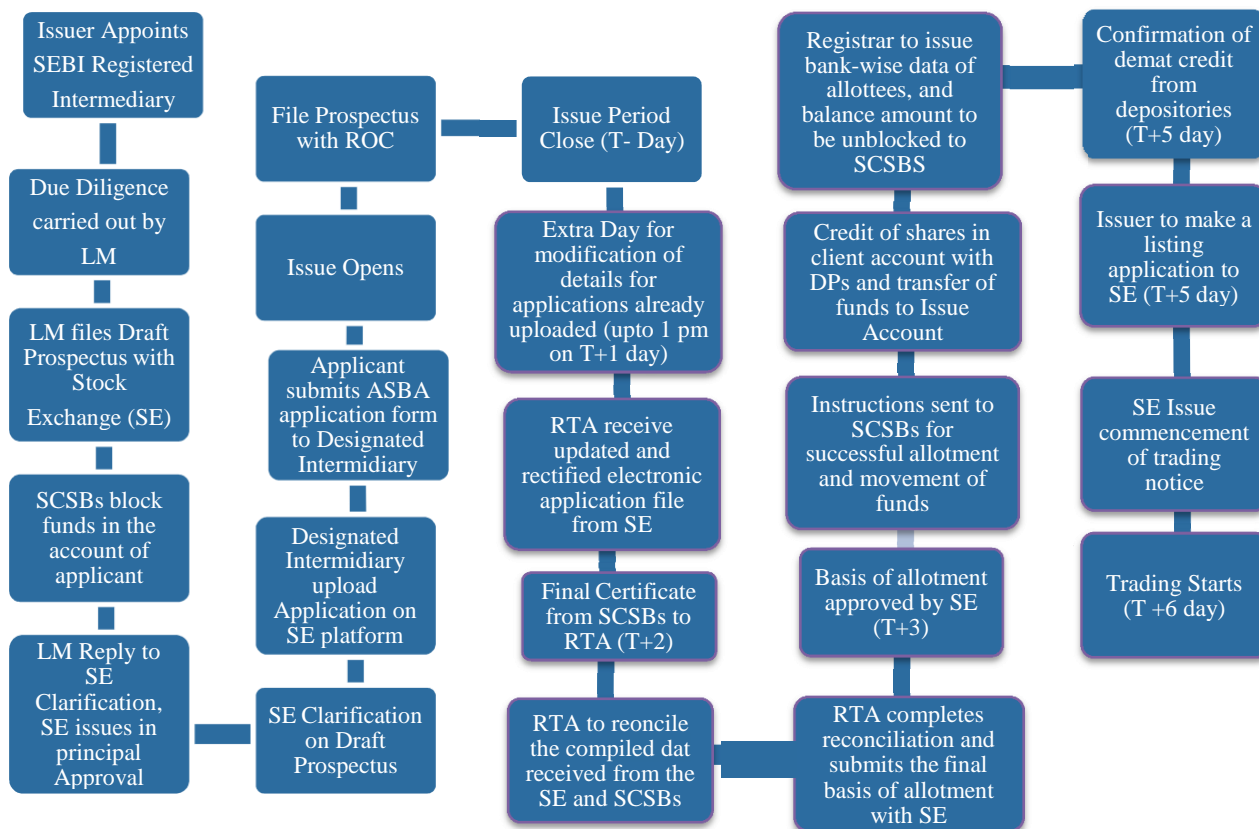 Issuer Appoints
SEBI Registered
Intermediary
Due Diligence
carried out by
LM
LM files Draft
Prospectus with
Stock
Exchange (SE)
SCSBs block
funds in the
account of
applicant
LM Reply to
SE
Clarification,
SE issues in
principal
Approval
SE Clarification
on Draft
Prospectus
Designated
Intermidiary
upload
Application on
SE platform
Applicant
submits ASBA
application form
to Designated
Intermidiary
Issue Opens
File Prospectus
with ROC
Issue Period
Close (T- Day)
Extra Day for
modification of
details for
applications already
uploaded (upto 1 pm
on T+1 day)
RTA receive
updated and
rectified electronic
application file
from SE
Final Certificate
from SCSBs to
RTA (T+2)
RTA to reconcile
the compiled dat
received from the
SE and SCSBs
RTA completes
reconciliation and
submits the final
basis of allotment
with SE
Basis of allotment
approved by SE
(T+3)
Instructions sent to
SCSBs for
successful allotment
and movement of
funds
Credit of shares in
client account with
DPs and transfer of
funds to Issue
Account
Registrar to issue
bank-wise data of
allottees, and
balance amount to
be unblocked to
SCSBS
Confirmation of
demat credit
from
depositories
(T+5 day)
Issuer to make a
listing
application to
SE (T+5 day)
SE Issue
commencement
of trading
notice
Trading Starts
(T +6 day)